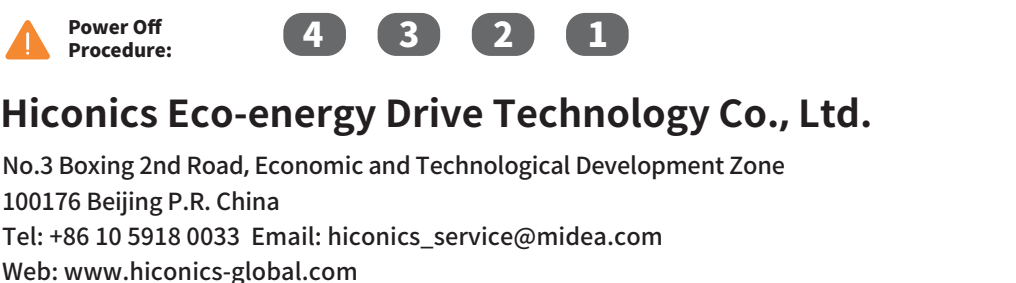 Power Off
Procedure:
4 3 2 1
Hiconics Eco-energy Drive Technology Co., Ltd.
No.3 Boxing 2nd Road, Economic and Technological Development Zone
100176 Beijing P.R. China
Tel: +86 10 5918 0033 Email: hiconics_service@midea.com
Web: www.hiconics-global.com